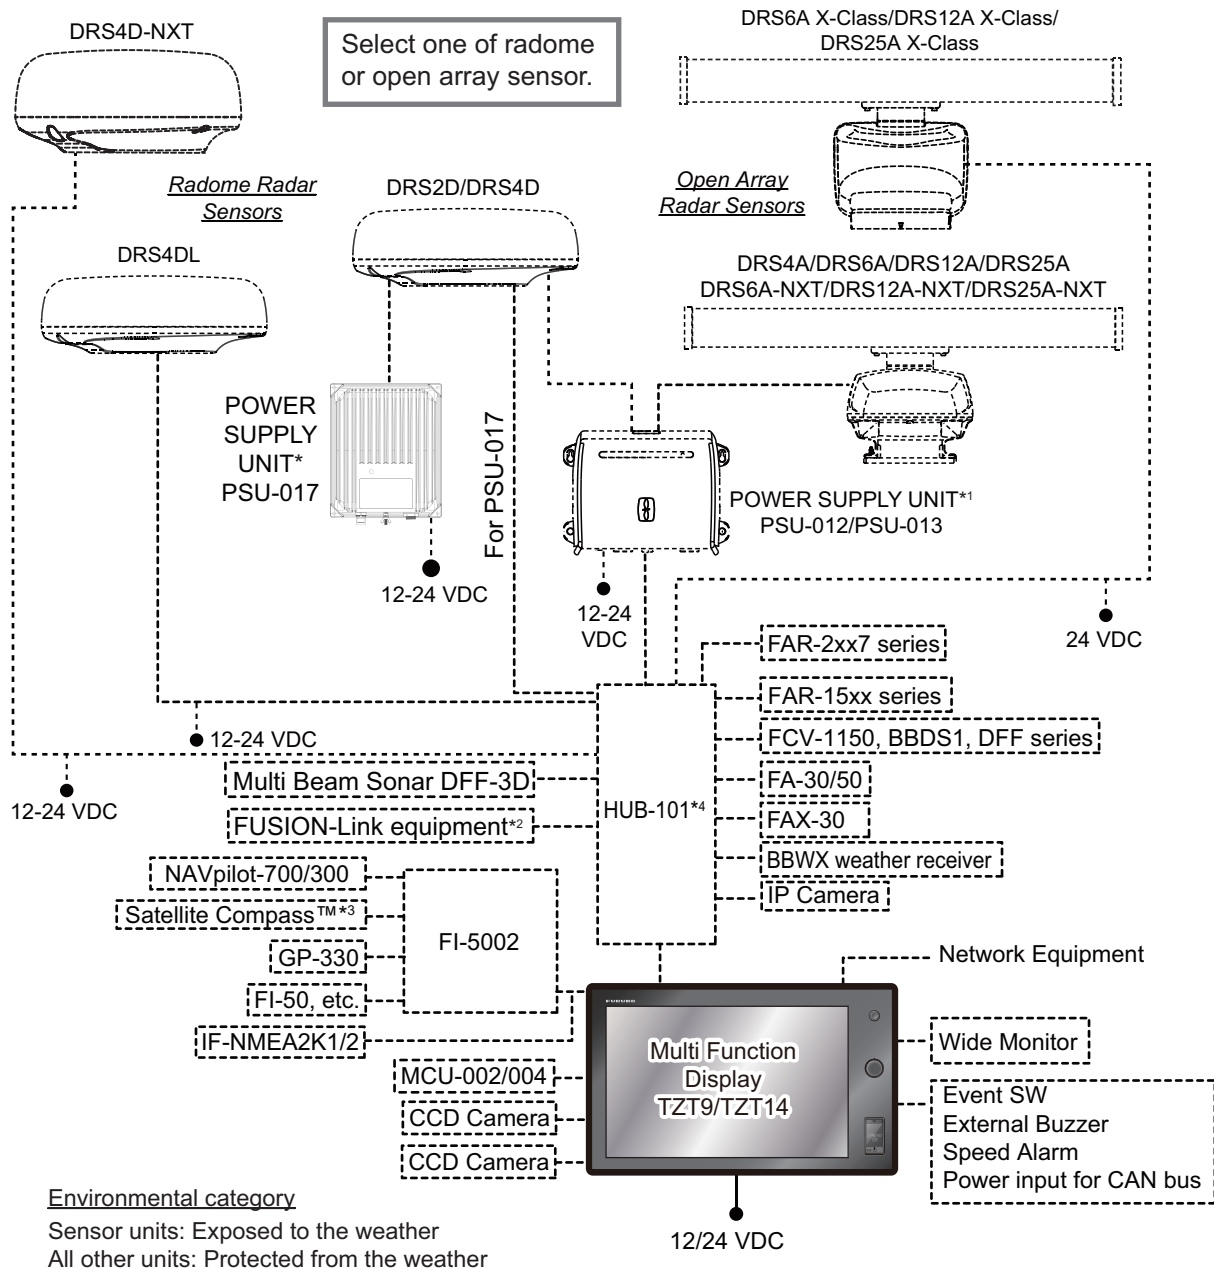 DRS4D-NXT
Select one of radome
or open array sensor.
DRS6A X-Class/DRS12A X-Class/
DRS25A X-Class
Radome Radar
Sensors
DRS2D/DRS4D
Open Array
Radar Sensors
DRS4DL
DRS4A/DRS6A/DRS12A/DRS25A
DRS6A-NXT/DRS12A-NXT/DRS25A-NXT
POWER
SUPPLY
UNIT*
PSU-017
For PSU-017
POWER SUPPLY UNIT*1
PSU-012/PSU-013
12-24 VDC
12-24
VDC
24 VDC
FAR-2xx7 series
FAR-15xx series
12-24 VDC
FCV-1150, BBDS1, DFF series
Multi Beam Sonar DFF-3D
FA-30/50
12-24 VDC
HUB-101*4
FUSION-Link equipment*2
FAX-30
BBWX weather receiver
NAVpilot-700/300
IP Camera
Satellite Compass™*3
FI-5002
GP-330
Network Equipment
FI-50, etc.
FURUNO
IF-NMEA2K1/2
Multi Function
Display
TZT9/TZT14
Wide Monitor
MCU-002/004
CCD Camera
CCD Camera
Event SW
External Buzzer
Speed Alarm
Power input for CAN bus
Environmental category
Sensor units: Exposed to the weather
All other units: Protected from the weather
12/24 VDC